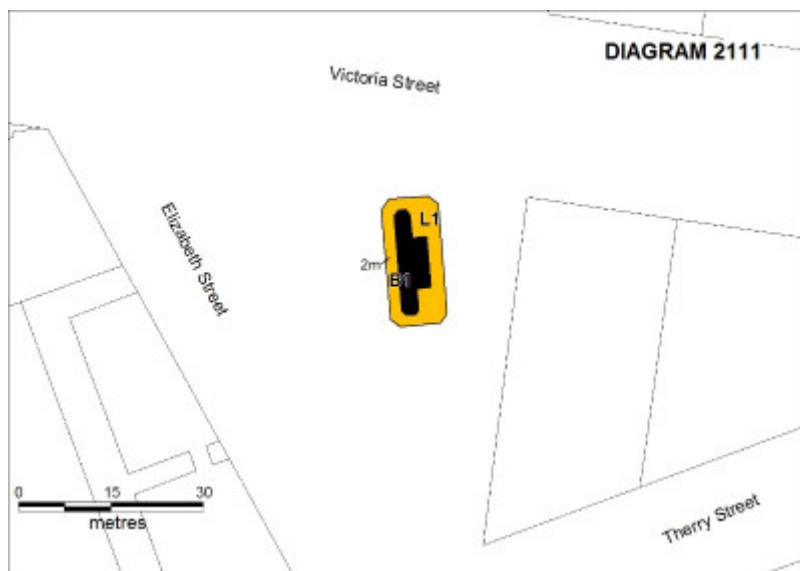 DIAGRAM 2111
Victoria Street
Elizabeth Street
L1
2m
B1
0 15 30
metres
Therry Street